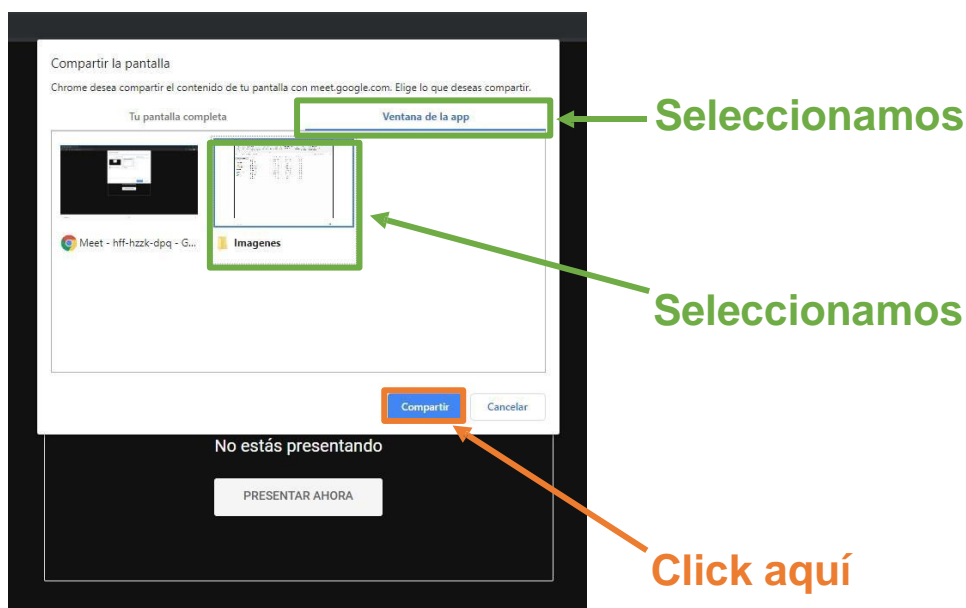 Compartir la pantalla
Chrome desea compartir el contenido de tu pantalla con meet.google.com. Elige lo que deseas compartir.
Tu pantalla completa
Ventana de la app
Seleccionamos
Meet - hff-hzzk-dpq - G...
Imagenes
Seleccionamos
Compartir
Cancelar
No estás presentando
PRESENTAR AHORA
Click aquí